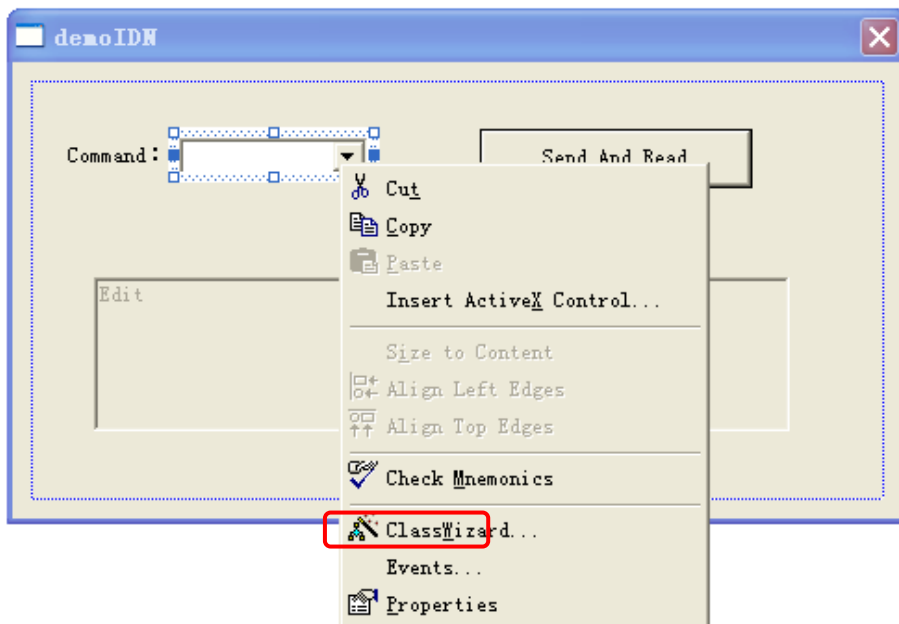 demoIDN
Command:
Send And Read
Edit
Cut
Copy
Paste
Insert ActiveX Control...
Size to Content
Align Left Edges
Align Top Edges
Check Mnemonics
ClassWizard...
Events...
Properties